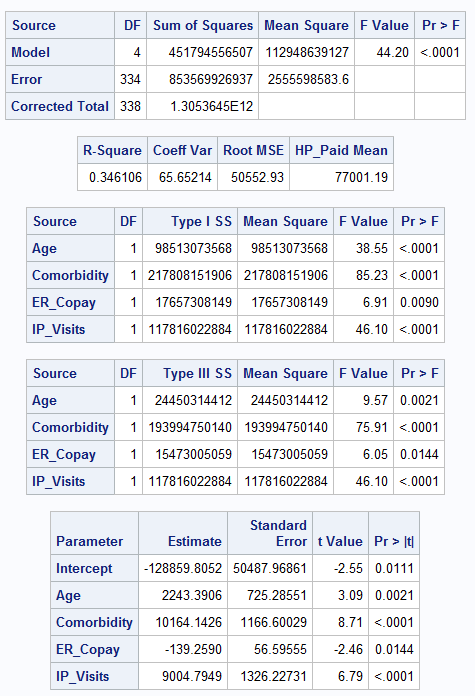 Source DF Sum of Squares Mean Square F Value Pr > F
Model 4 451794556507 112948639127 44.20 <.0001
Error 334 853569926937 2555598583.6
Corrected Total 338 1.3053645E12
R-Square Coeff Var Root MSE HP_Paid Mean
0.346106 65.65214 50552.93 77001.19
Source DF Type I SS Mean Square F Value Pr > F
Age 1 98513073568 98513073568 38.55 <.0001
Comorbidity 1 217808151906 217808151906 85.23 <.0001
ER_Copay 1 17657308149 17657308149 6.91 0.0090
IP_Visits 1 117816022884 117816022884 46.10 <.0001
Source DF Type III SS Mean Square F Value Pr > F
Age 1 24450314412 24450314412 9.57 0.0021
Comorbidity 1 193994750140 193994750140 75.91 <.0001
ER_Copay 1 15473005059 15473005059 6.05 0.0144
IP_Visits 1 117816022884 117816022884 46.10 <.0001
Standard
Parameter Estimate Error t Value Pr > |t|
Intercept -128859.8052 50487.96861 -2.55 0.0111
Age 2243.3906 725.28551 3.09 0.0021
Comorbidity 10164.1426 1166.60029 8.71 <.0001
ER_Copay -139.2590 56.59555 -2.46 0.0144
IP_Visits 9004.7949 1326.22731 6.79 <.0001